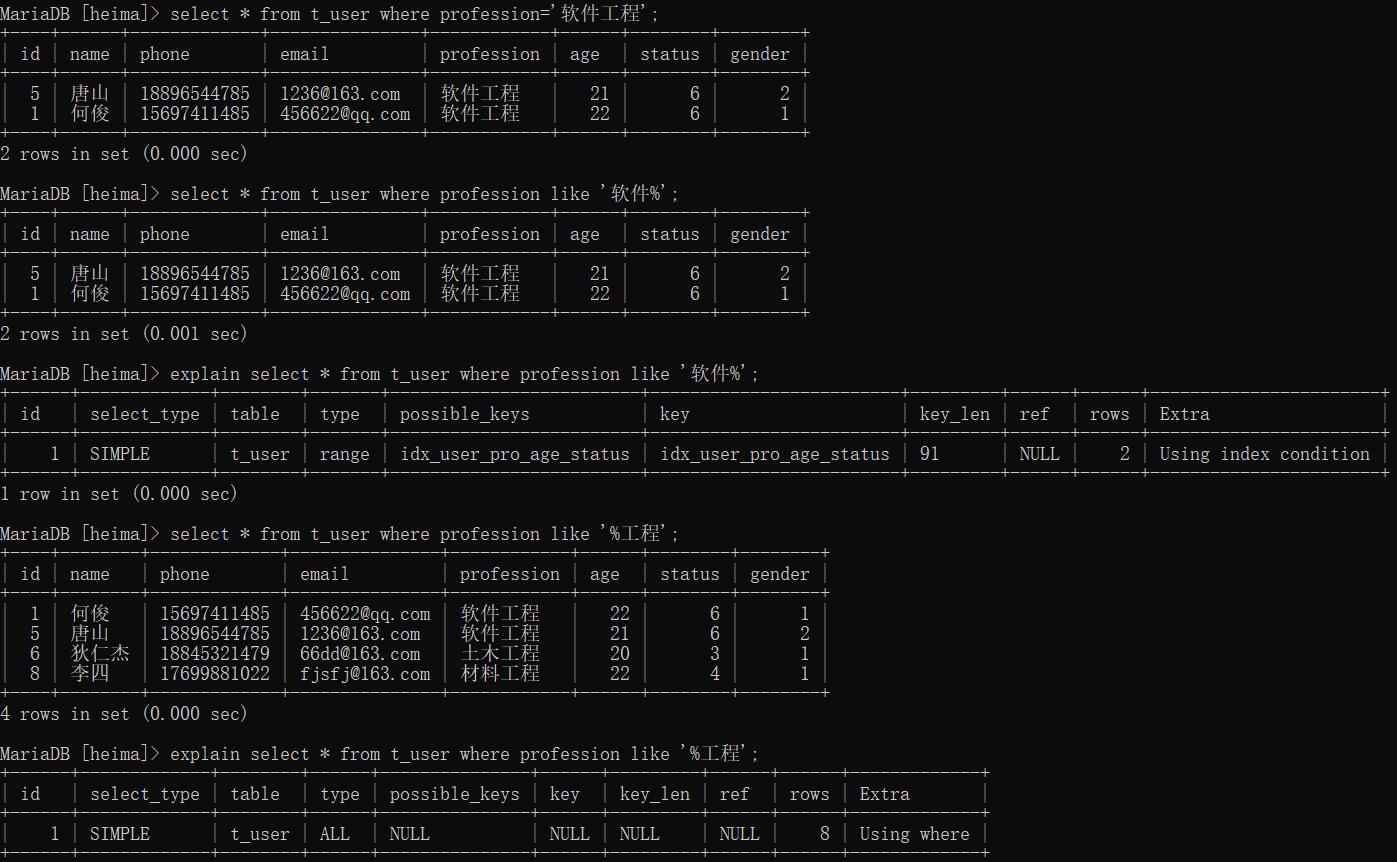 MariaDB [heima]> select * from t_user where profession='软件工程';
+----+------+-------------+---------------+------------+------+--------+--------+
| id | name | phone       | email         | profession | age  | status | gender |
+----+------+-------------+---------------+------------+------+--------+--------+
|  5 | 唐山 | 18896544785 | 1236@163.com  | 软件工程   |   21 |      6 |      2 |
|  1 | 何俊 | 15697411485 | 456622@qq.com | 软件工程   |   22 |      6 |      1 |
+----+------+-------------+---------------+------------+------+--------+--------+
2 rows in set (0.000 sec)
MariaDB [heima]> select * from t_user where profession like '软件%';
+----+------+-------------+---------------+------------+------+--------+--------+
| id | name | phone       | email         | profession | age  | status | gender |
+----+------+-------------+---------------+------------+------+--------+--------+
|  5 | 唐山 | 18896544785 | 1236@163.com  | 软件工程   |   21 |      6 |      2 |
|  1 | 何俊 | 15697411485 | 456622@qq.com | 软件工程   |   22 |      6 |      1 |
+----+------+-------------+---------------+------------+------+--------+--------+
2 rows in set (0.001 sec)
MariaDB [heima]> explain select * from t_user where profession like '软件%';
+------+-------------+--------+-------+-------------------------+-------------------------+---------+------+------+-----------------------+
| id   | select_type | table  | type  | possible_keys           | key                     | key_len | ref  | rows | Extra                 |
+------+-------------+--------+-------+-------------------------+-------------------------+---------+------+------+-----------------------+
|    1 | SIMPLE      | t_user | range | idx_user_pro_age_status | idx_user_pro_age_status | 91      | NULL |    2 | Using index condition |
+------+-------------+--------+-------+-------------------------+-------------------------+---------+------+------+-----------------------+
1 row in set (0.000 sec)
MariaDB [heima]> select * from t_user where profession like '%工程';
+----+--------+-------------+---------------+------------+------+--------+--------+
| id | name   | phone       | email         | profession | age  | status | gender |
+----+--------+-------------+---------------+------------+------+--------+--------+
|  1 | 何俊   | 15697411485 | 456622@qq.com | 软件工程   |   22 |      6 |      1 |
|  5 | 唐山   | 18896544785 | 1236@163.com  | 软件工程   |   21 |      6 |      2 |
|  6 | 狄仁杰 | 18845321479 | 66dd@163.com  | 土木工程   |   20 |      3 |      1 |
|  8 | 李四   | 17699881022 | fjsfj@163.com | 材料工程   |   22 |      4 |      1 |
+----+--------+-------------+---------------+------------+------+--------+--------+
4 rows in set (0.000 sec)
MariaDB [heima]> explain select * from t_user where profession like '%工程';
+------+-------------+--------+------+---------------+------+---------+------+------+-------------+
| id   | select_type | table  | type | possible_keys | key  | key_len | ref  | rows | Extra       |
+------+-------------+--------+------+---------------+------+---------+------+------+-------------+
|    1 | SIMPLE      | t_user | ALL  | NULL          | NULL | NULL    | NULL |    8 | Using where |
+------+-------------+--------+------+---------------+------+---------+------+------+-------------+